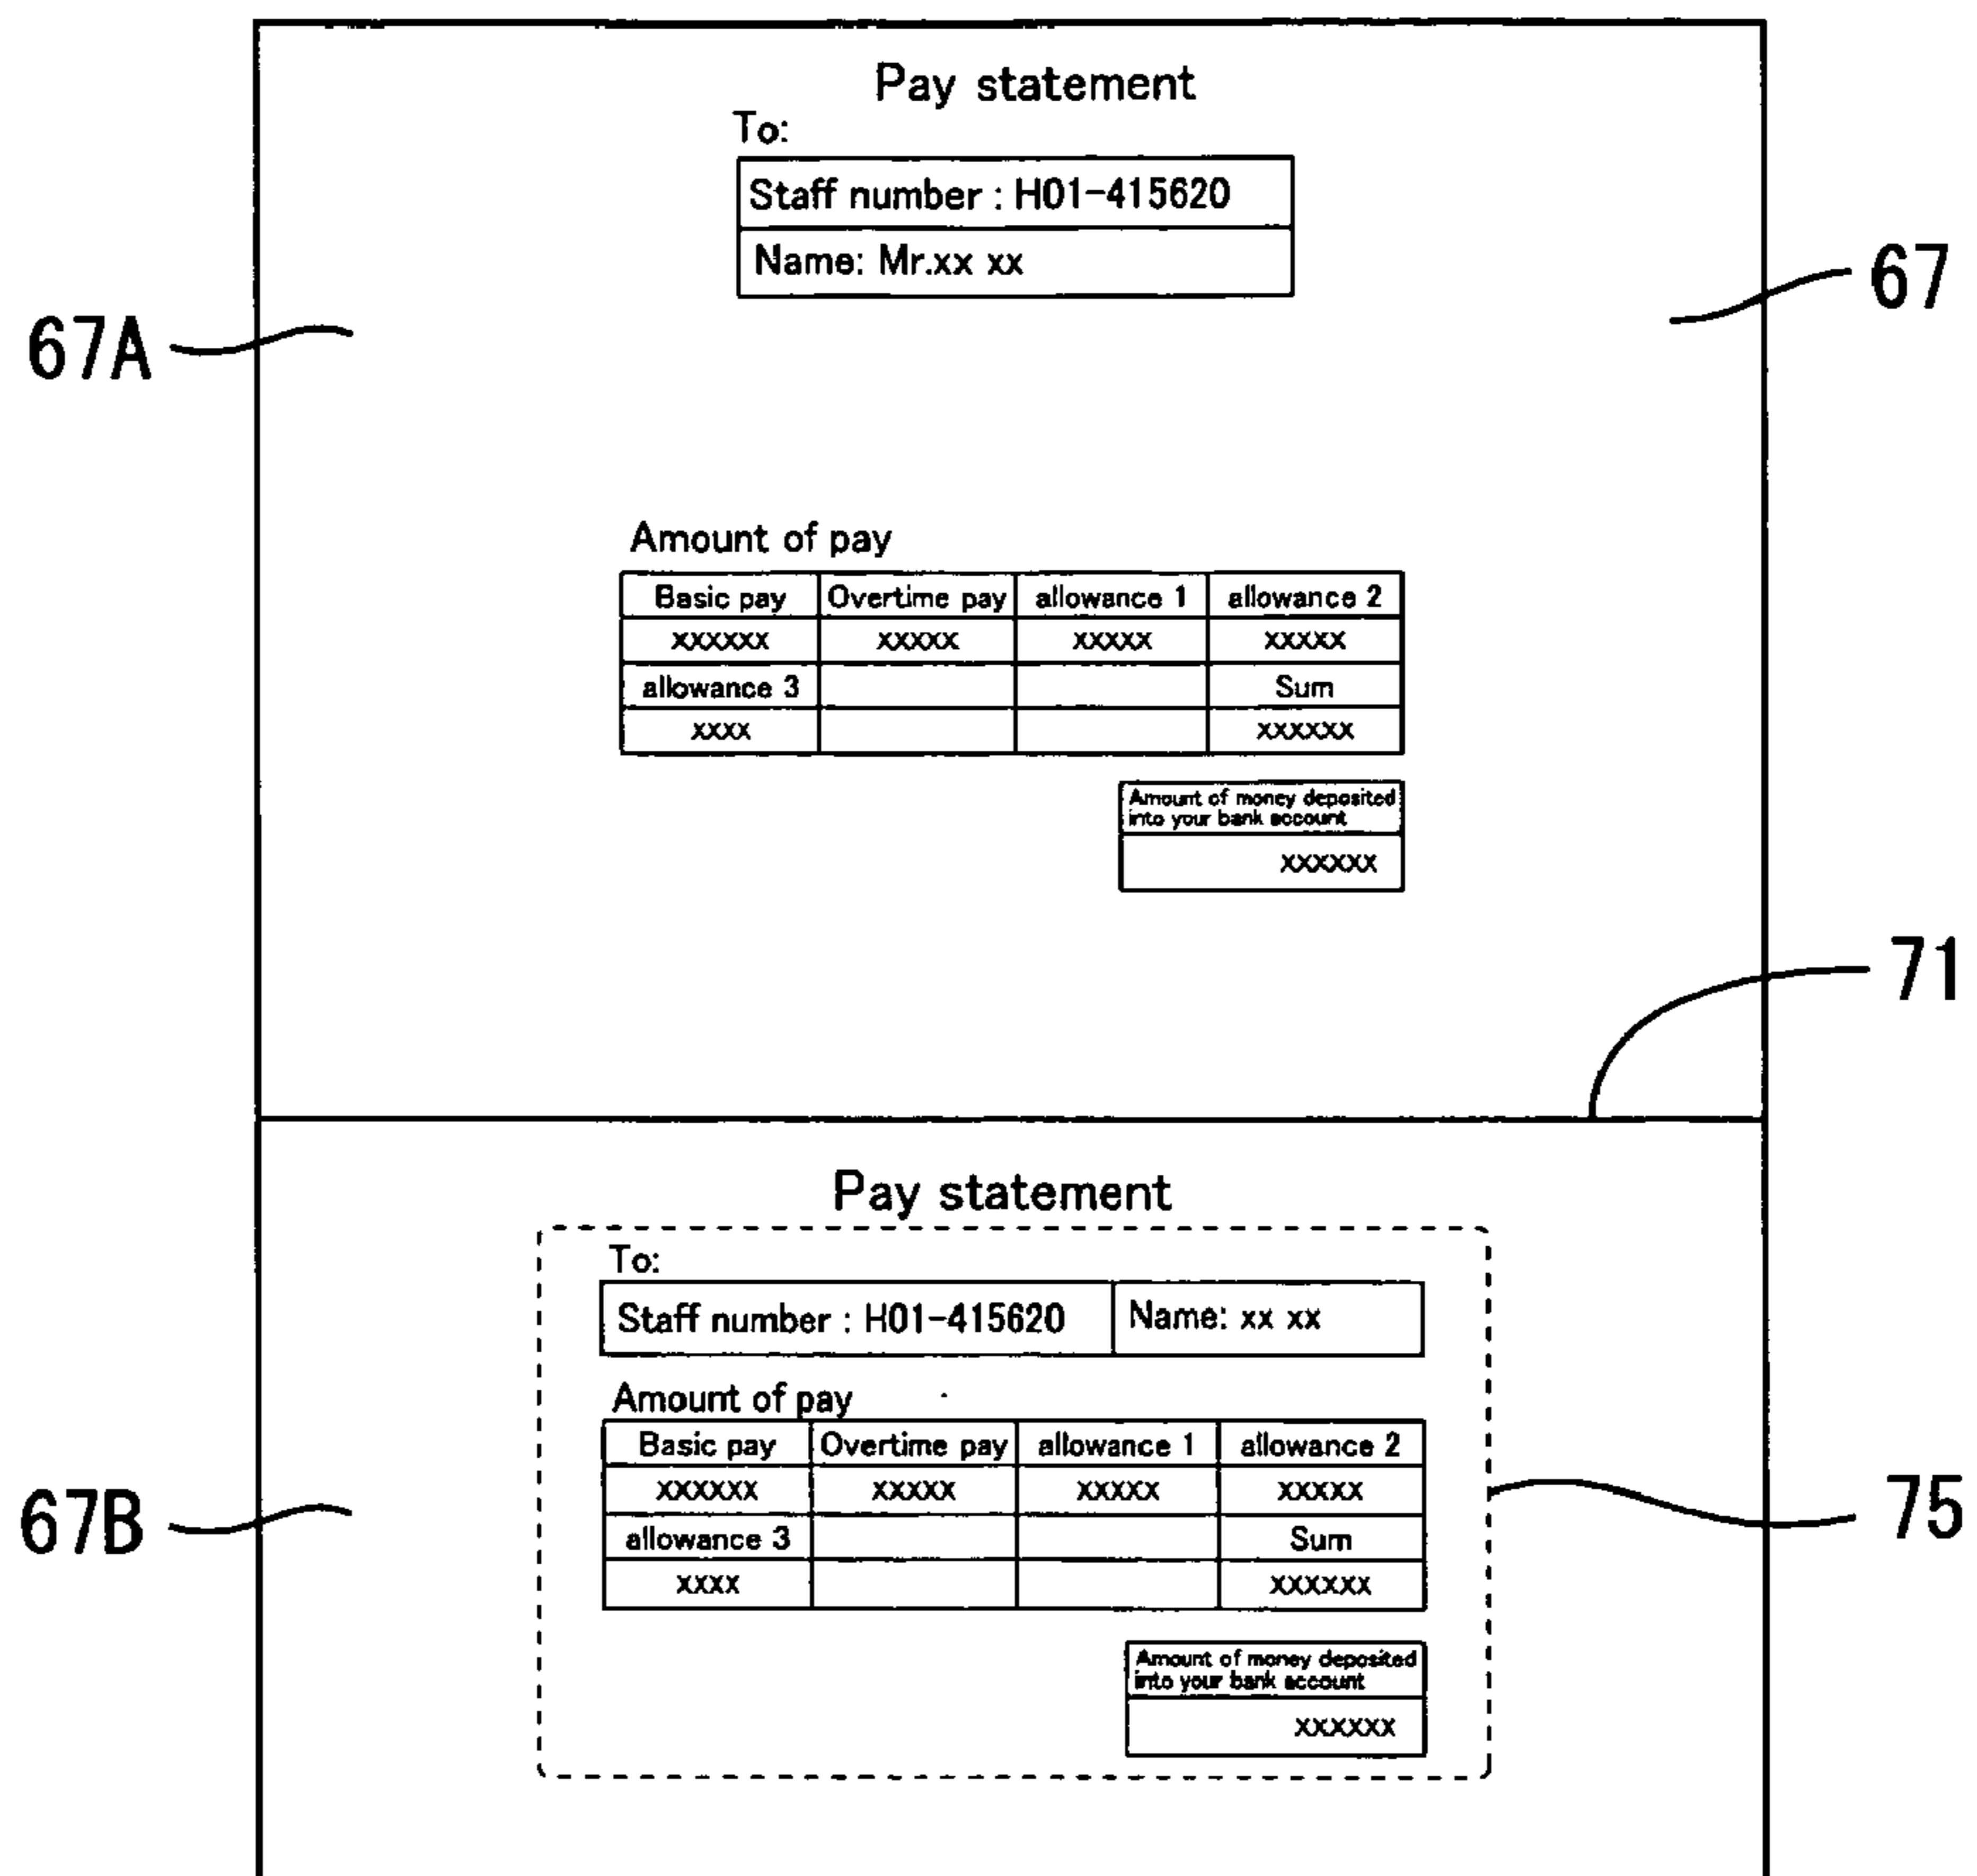 Pay statement
To:
Staff number : H01-415620
Name: Mr.xx xx
67
67A
Amount of pay
Basic pay Overtime pay allowance 1 allowance 2
xxxxxx xxxxx xxxxx xxxxx
allowance 3 Sum
xxxx xxxxxx
Amount of money deposited
into your bank account
xxxxxx
71
Pay statement
To:
Staff number : H01-415620 Name: xx xx
Amount of pay
Basic pay Overtime pay allowance 1 allowance 2
xxxxxx xxxxx xxxxx xxxxx
67B
75
allowance 3 Sum
xxxx xxxxxx
Amount of money deposited
into your bank account
xxxxxx